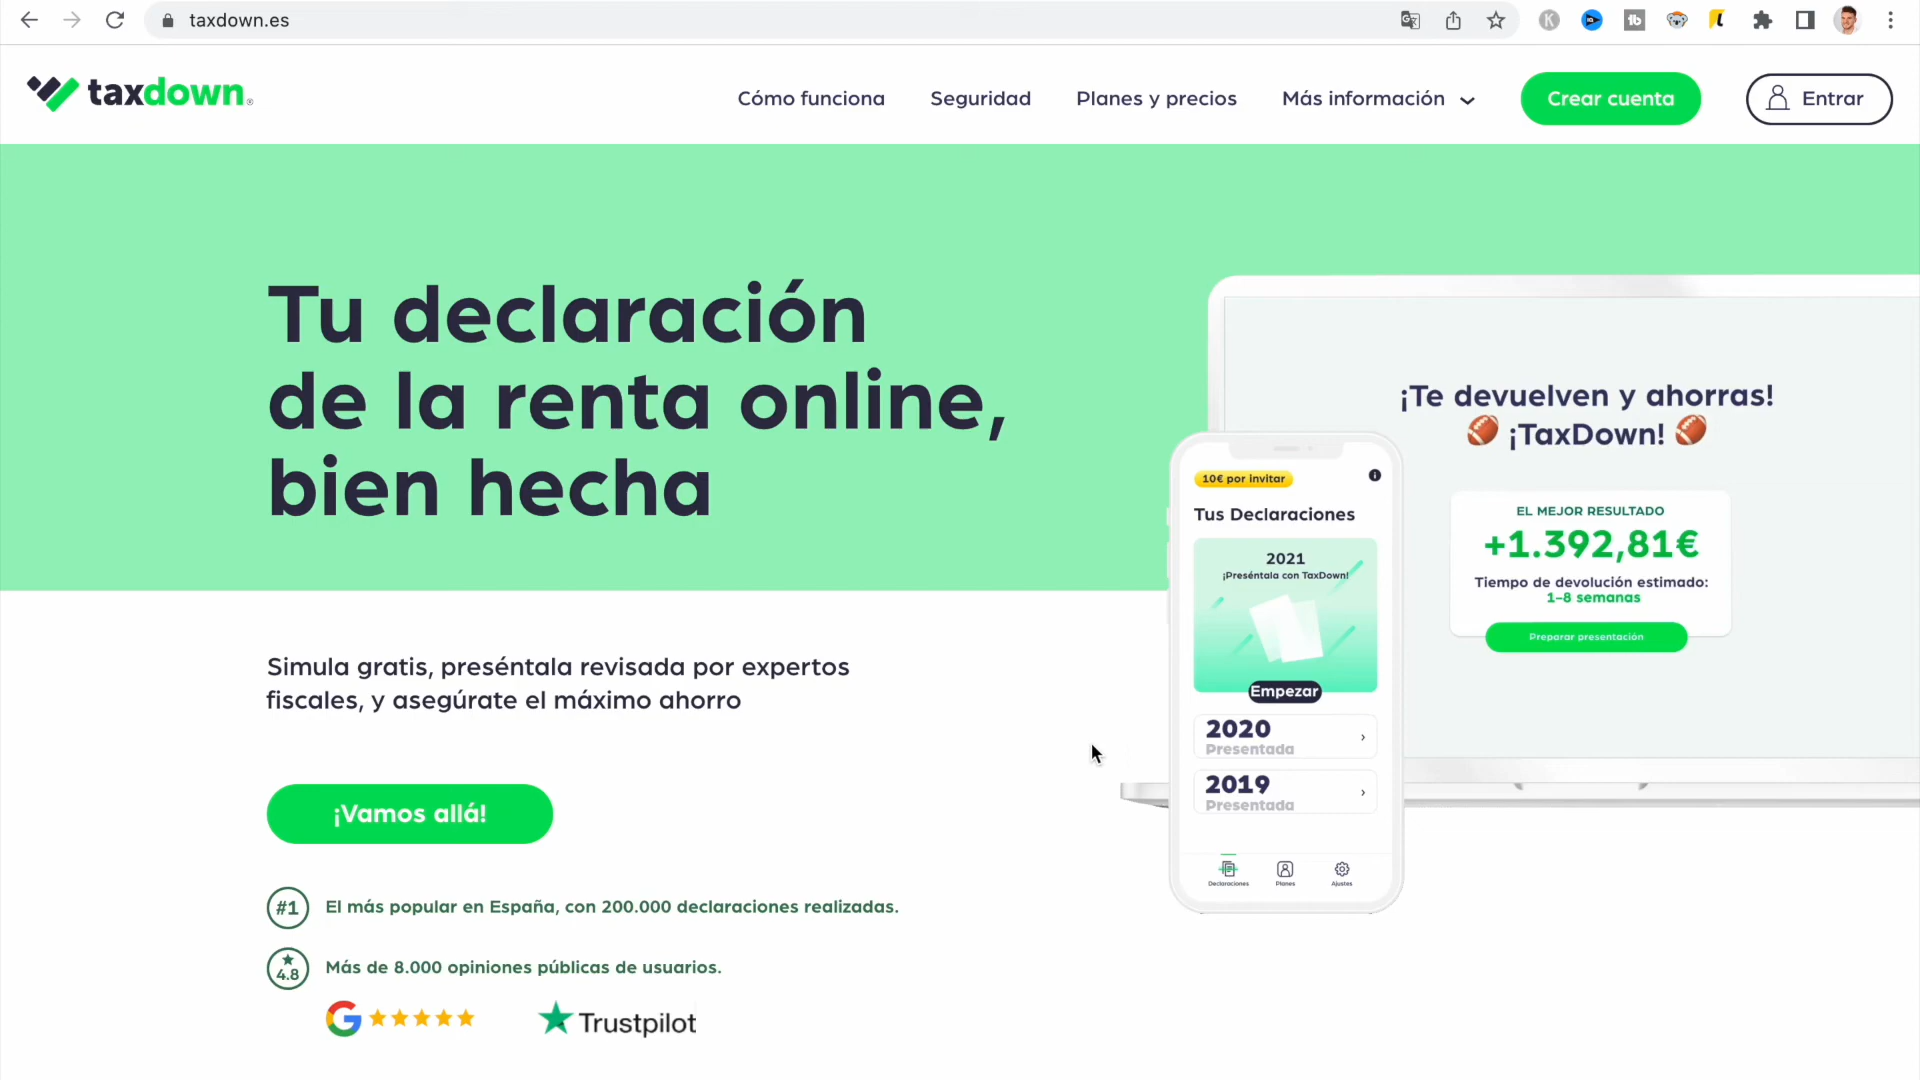 taxdown.es
taxdown®
Cómo funciona
Seguridad
Planes y precios
Más información
Crear cuenta
Entrar
Tu declaración
de la renta online,
bien hecha
Simula gratis, preséntala revisada por expertos
fiscales, y asegúrate el máximo ahorro
¡Vamos allá!
#1
El más popular en España, con 200.000 declaraciones realizadas.
4.8
Más de 8.000 opiniones públicas de usuarios.
G
Trustpilot
¡Te devuelven y ahorras!
¡TaxDown!
EL MEJOR RESULTADO
+1.392,81€
Tiempo de devolución estimado:
1-8 semanas
Preparar presentación
10€ por invitar
Tus Declaraciones
2021
¡Preséntala con TaxDown!
Empezar
2020
Presentada
2019
Presentada
Declaraciones
Planes
Ajustes